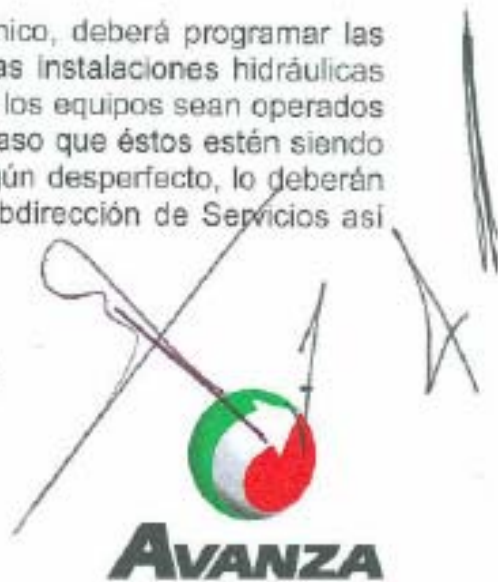 nico, deberá programar las
as instalaciones hidráulicas
los equipos sean operados
aso que éstos estén siendo
gún desperfecto, lo deberán
bdirección de Servicios así
AVANZA